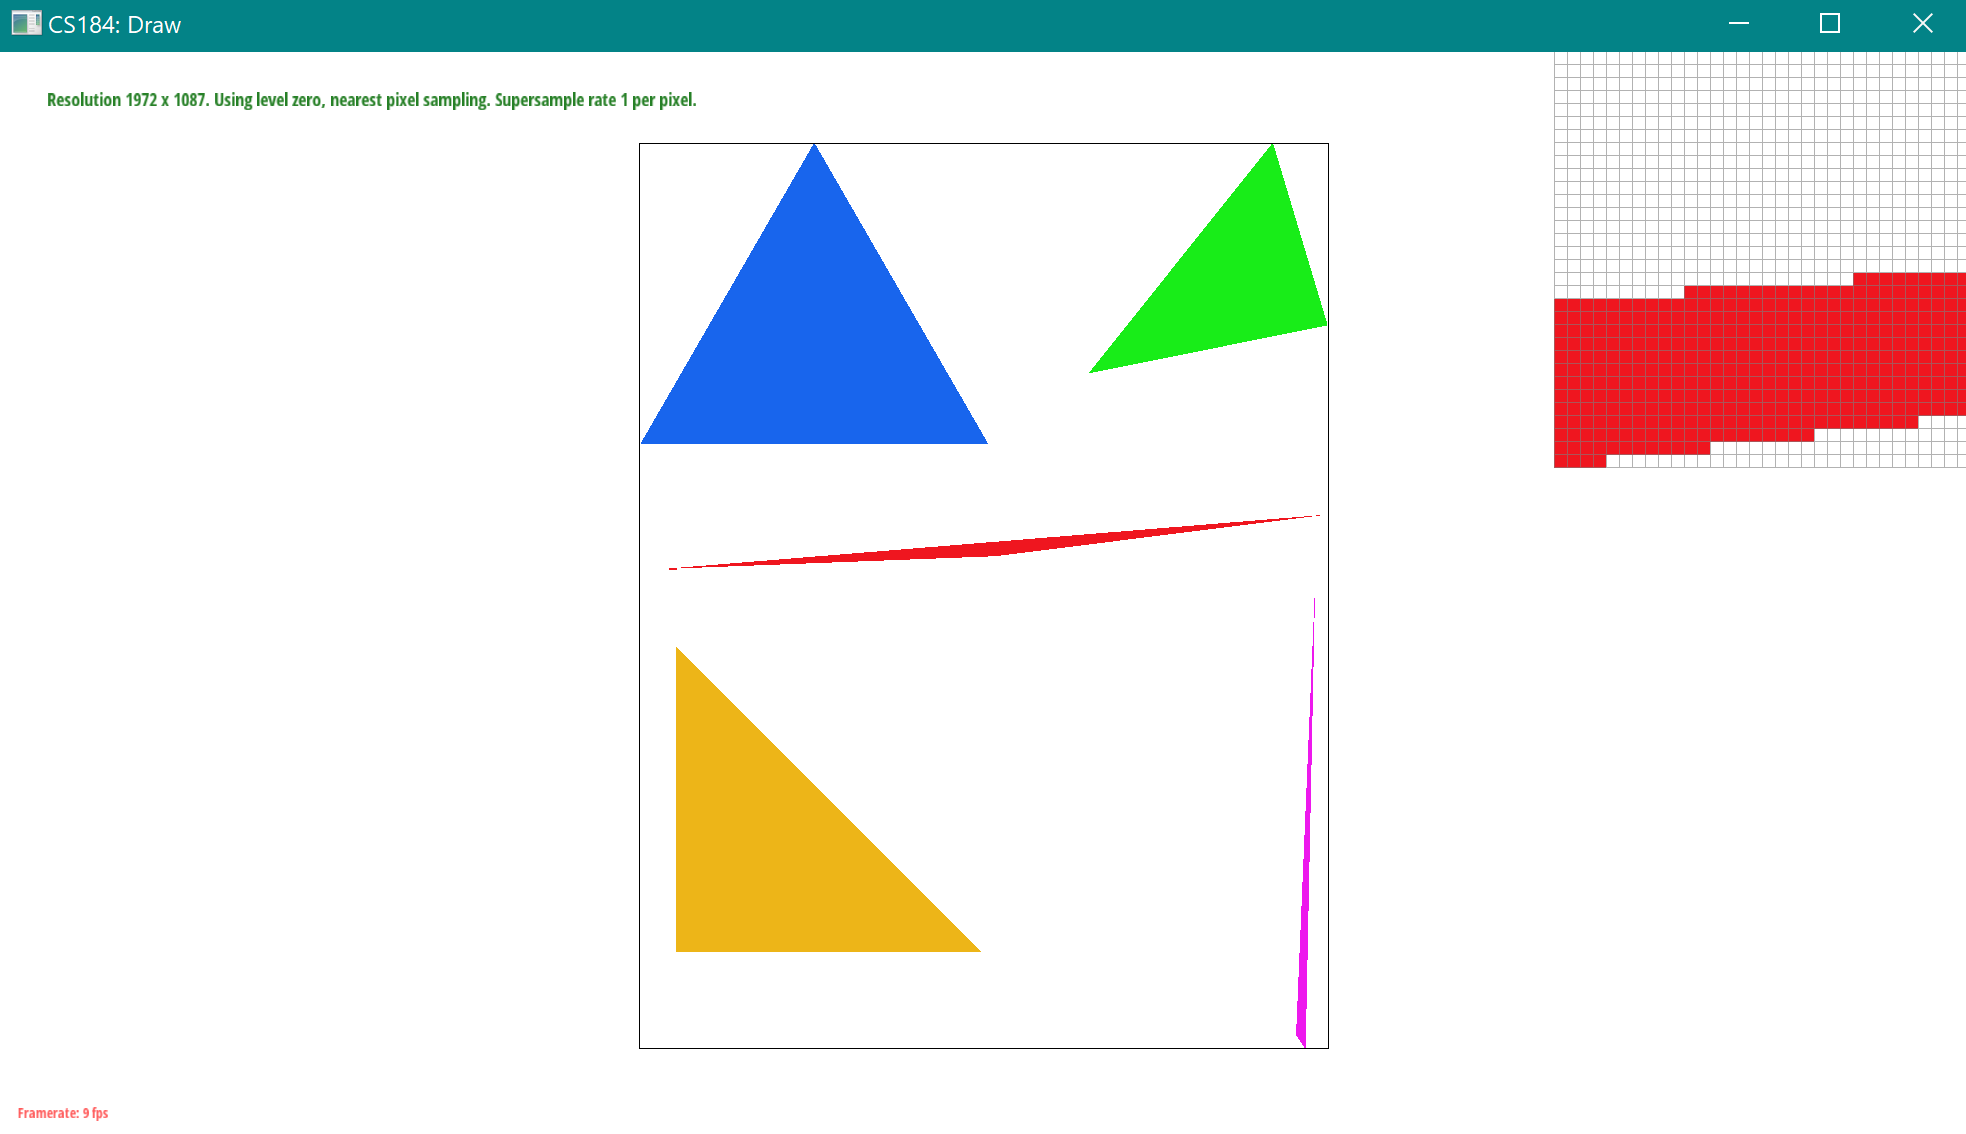 CS184: Draw
Resolution 1972 x 1087. Using level zero, nearest pixel sampling. Supersample rate 1 per pixel.
Framerate: 9 fps